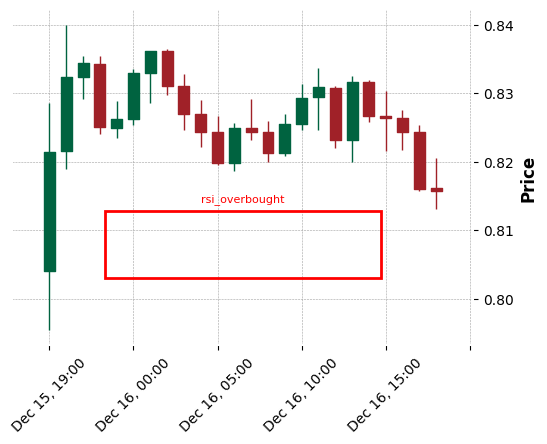 0.84
0.83
0.82
0.81
0.80
Price
rsi_overbought
Dec 15, 19:00
Dec 16, 00:00
Dec 16, 05:00
Dec 16, 10:00
Dec 16, 15:00